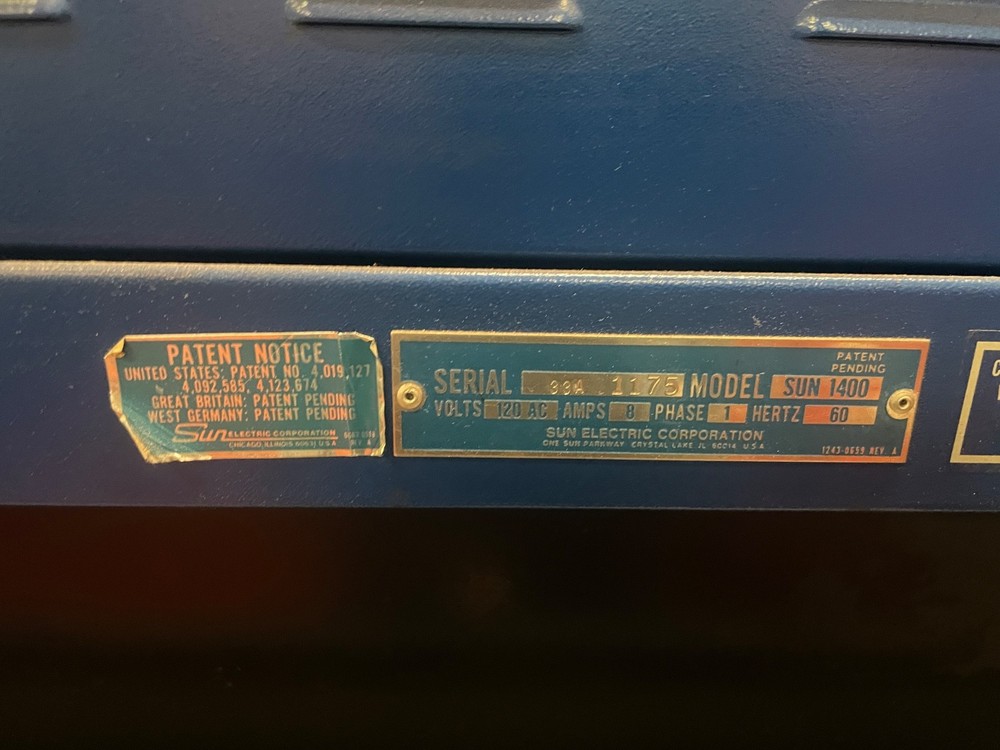 PATENT NOTICE
UNITED STATES: PATENT NO. 4,019,127
4,092,585, 4,123,674
GREAT BRITAIN: PATENT PENDING
WEST GERMANY: PATENT PENDING
Sun ELECTRIC CORPORATION
CHICAGO, ILLINOIS 60631 U.S.A.
REV A
PATENT
PENDING
SERIAL 33A 1175 MODEL SUN 1400
VOLTS 120 AC AMPS 8 PHASE 1 HERTZ 60
SUN ELECTRIC CORPORATION
ONE SUN PARKWAY CRYSTAL LAKE IL 60014 U.S.A.
1243-0659 REV. A